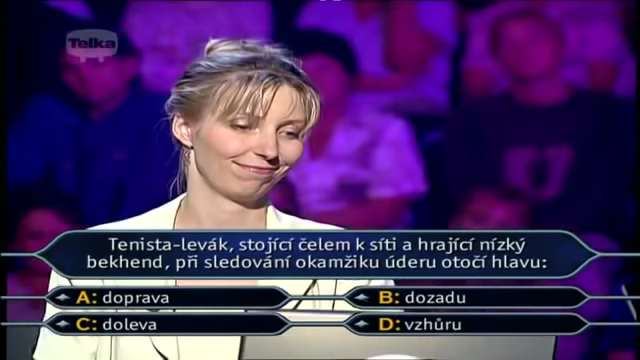 Telka
Tenista-levák, stojící čelem k síti a hrající nízký
bekhend, při sledování okamžiku úderu otočí hlavu:
A: doprava
B: dozadu
C: doleva
D: vzhůru